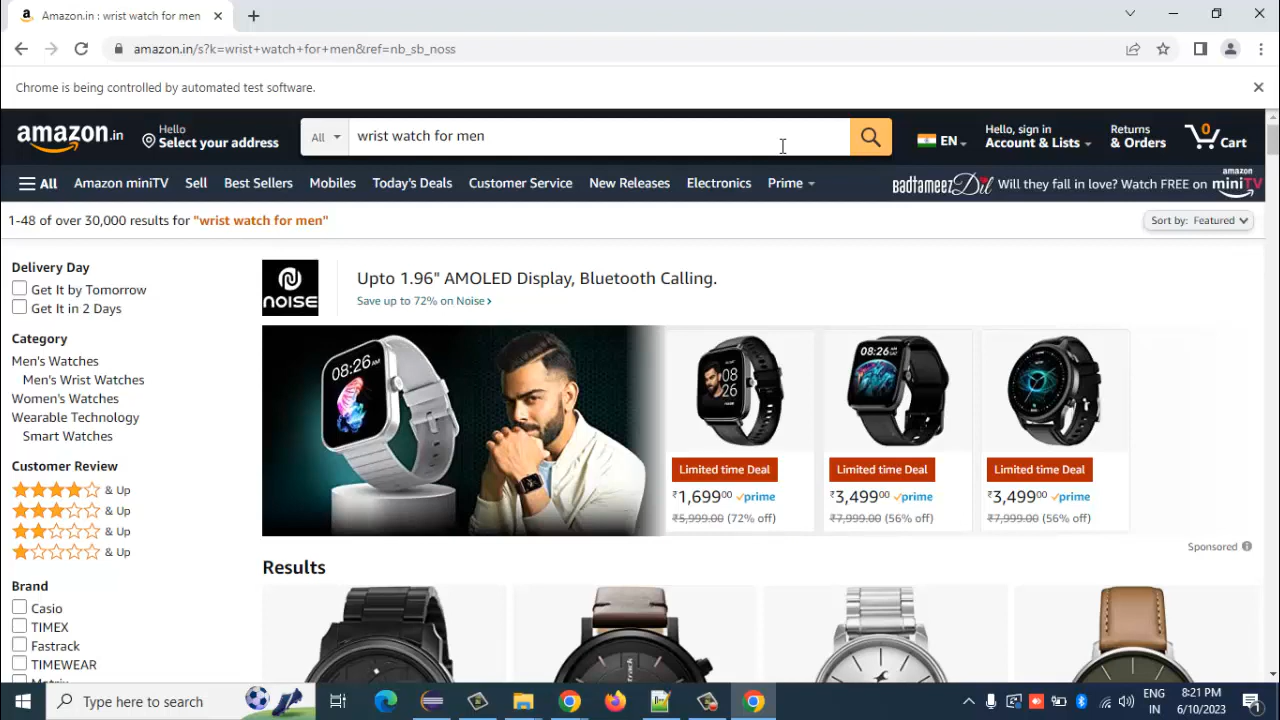 Amazon.in : wrist watch for men
amazon.in/s?k=wrist+watch+for+men&ref=nb_sb_noss
Chrome is being controlled by automated test software.
amazon.in
Hello
Select your address
All
wrist watch for men
EN
Hello, sign in
Account & Lists
Returns
& Orders
0
Cart
All
Amazon miniTV
Sell
Best Sellers
Mobiles
Today's Deals
Customer Service
New Releases
Electronics
Prime
BADTAMEEZ Dil
Will they fall in love? Watch FREE on
amazon
miniTV
1-48 of over 30,000 results for "wrist watch for men"
Sort by: Featured
Delivery Day
Get It by Tomorrow
Get It in 2 Days
Category
Men's Watches
Men's Wrist Watches
Women's Watches
Wearable Technology
Smart Watches
Customer Review
& Up
& Up
& Up
& Up
Brand
Casio
TIMEX
Fastrack
TIMEWEAR
NOISE
Upto 1.96" AMOLED Display, Bluetooth Calling.
Save up to 72% on Noise
08:26
08
26
08:26
Limited time Deal
₹1,699.00 prime
₹5,999.00 (72% off)
Limited time Deal
₹3,499.00 prime
₹7,999.00 (56% off)
Limited time Deal
₹3,499.00 prime
₹7,999.00 (56% off)
Sponsored
Results
Type here to search
ENG
IN
8:21 PM
6/10/2023
1